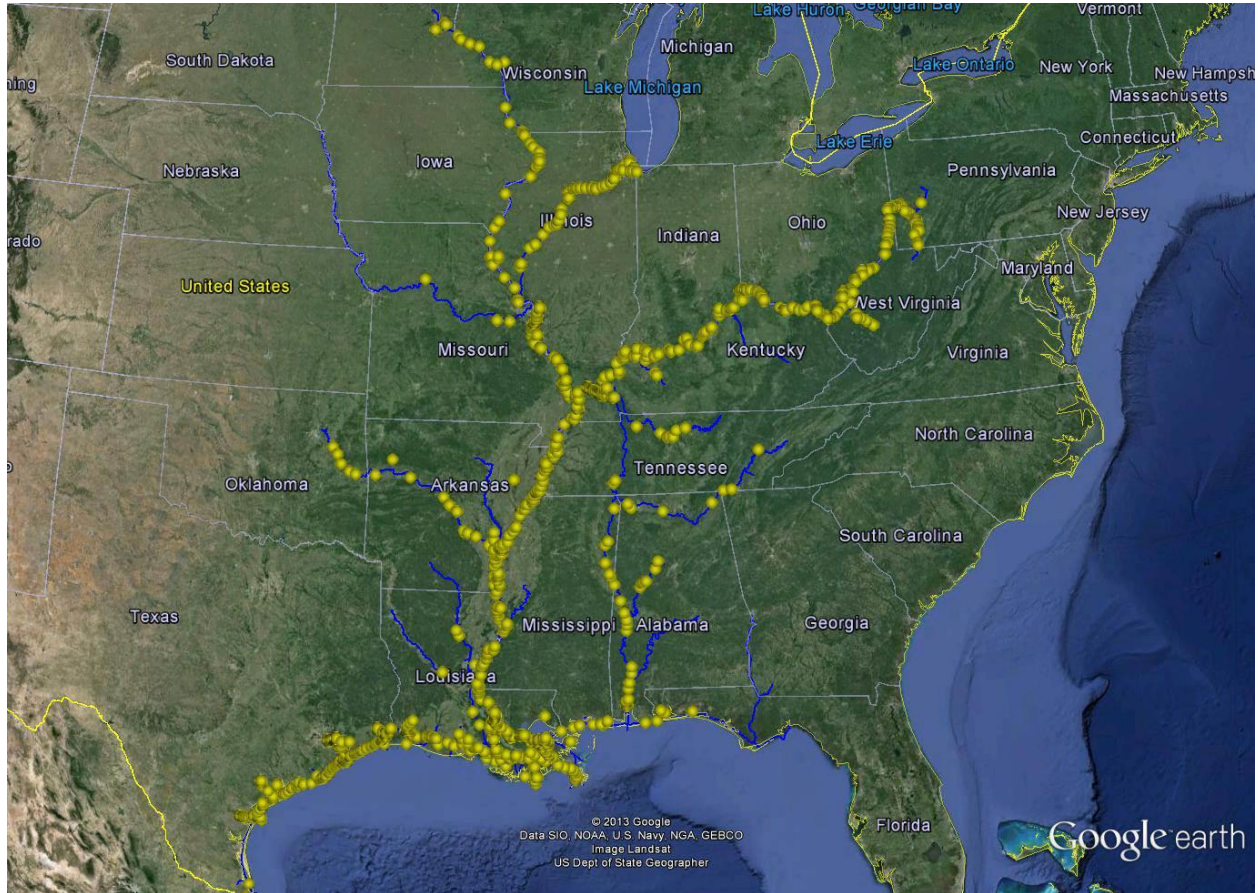 Lake Huron
Georgian Bay
Vermont
South Dakota
Michigan
Wisconsin
Lake Michigan
Lake Ontario
New York
New Hampsh
Massachusetts
ning
Connecticut
Lake Erie
Iowa
Nebraska
Pennsylvania
Illinois
Ohio
New Jersey
Indiana
rado
Maryland
United States
West Virginia
Missouri
Kentucky
Virginia
North Carolina
Tennessee
Oklahoma
Arkansas
South Carolina
Texas
Mississippi
Alabama
Georgia
Louisiana
Florida
© 2013 Google
Data SIO, NOAA, U.S. Navy, NGA, GEBCO
Image Landsat
US Dept of State Geographer
Google earth